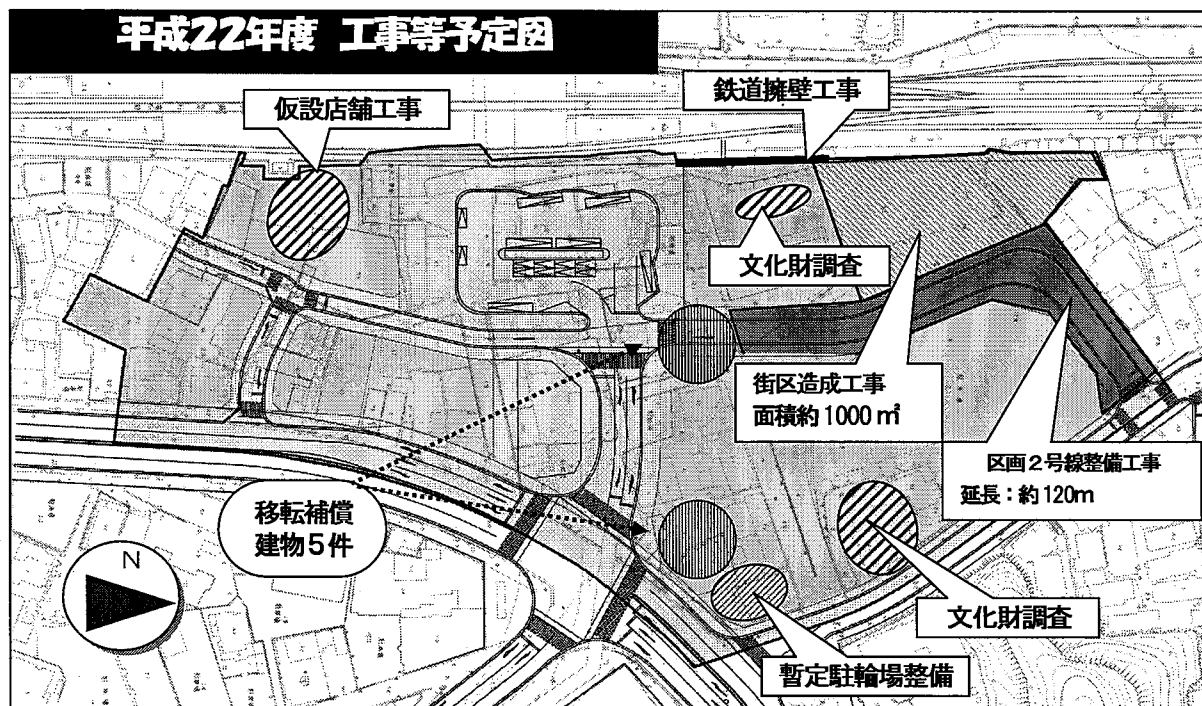 平成22年度 工事等予定図
仮設店舗工事
鉄道擁壁工事
文化財調査
街区造成工事
面積約1000㎡
区画2号線整備工事
延長：約120m
移転補償
建物5件
N
文化財調査
暫定駐輪場整備